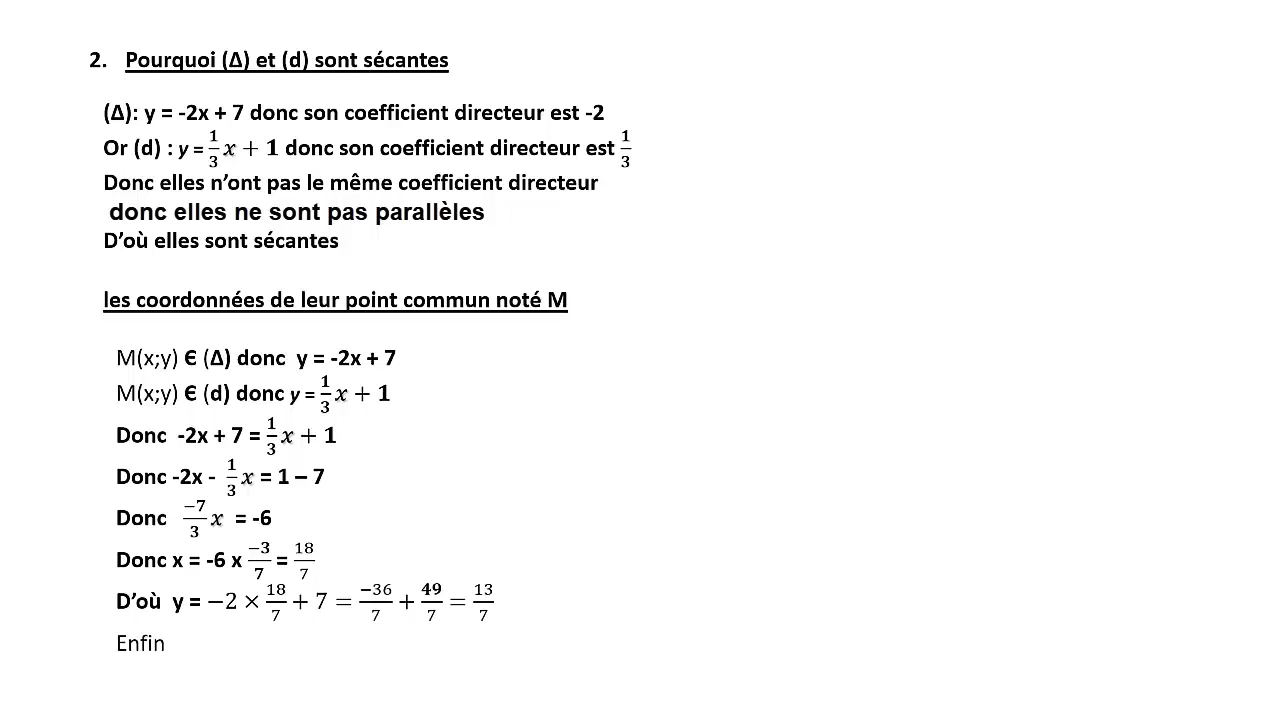 2. Pourquoi (Δ) et (d) sont sécantes
(Δ): y = -2x + 7 donc son coefficient directeur est -2
Or (d) : y = 1/3 x + 1 donc son coefficient directeur est 1/3
Donc elles n’ont pas le même coefficient directeur
donc elles ne sont pas parallèles
D’où elles sont sécantes
les coordonnées de leur point commun noté M
M(x;y) Є (Δ) donc y = -2x + 7
M(x;y) Є (d) donc y = 1/3 x + 1
Donc -2x + 7 = 1/3 x + 1
Donc -2x - 1/3 x = 1 – 7
Donc −7/3 x = -6
Donc x = -6 x −3/7 = 18/7
D’où y = −2 × 18/7 + 7 = −36/7 + 49/7 = 13/7
Enfin